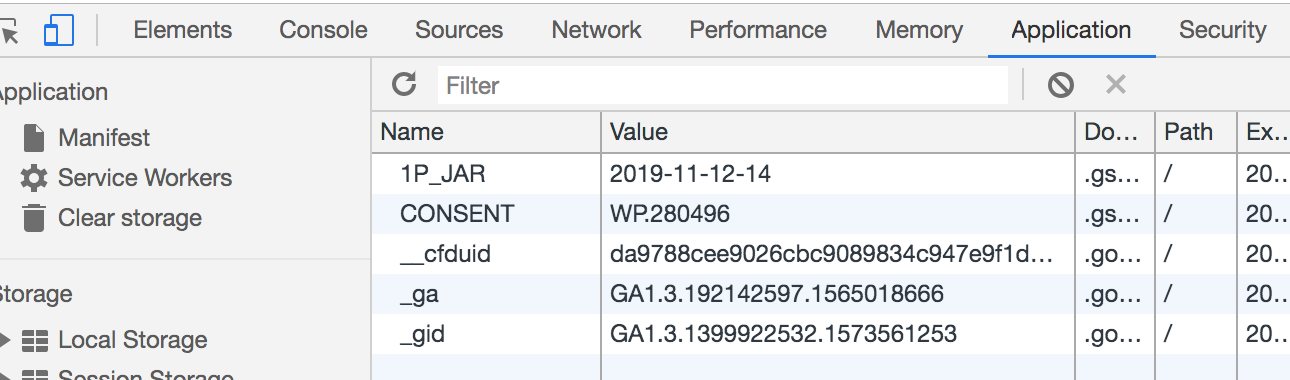 Elements Console Sources Network Performance Memory Application Security
Application
Filter
Manifest
Service Workers
Clear storage
Storage
Local Storage
Session Storage
Name Value Do... Path Ex...
1P_JAR 2019-11-12-14 .gs... / 20...
CONSENT WP.280496 .gs... / 20...
__cfduid da9788cee9026cbc9089834c947e9f1d... .go... / 20...
_ga GA1.3.192142597.1565018666 .go... / 20...
_gid GA1.3.1399922532.1573561253 .go... / 20...